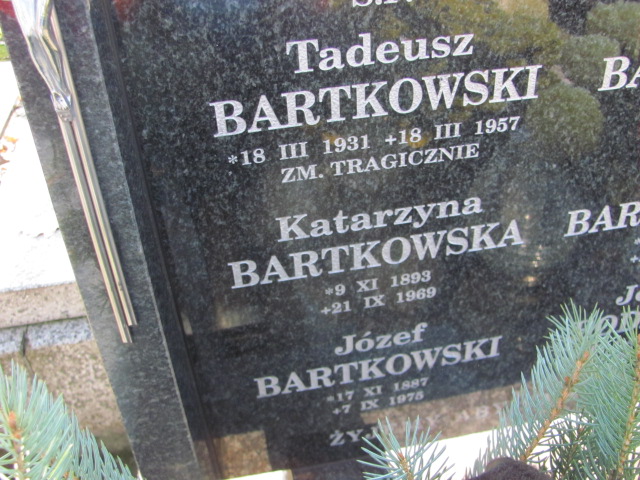 Ś.P.
Tadeusz
BARTKOWSKI
*18 III 1931 +18 III 1957
ZM. TRAGICZNIE
Katarzyna
BARTKOWSKA
*9 XI 1893
+21 IX 1969
Józef
BARTKOWSKI
*17 XI 1887
+7 IX 1975